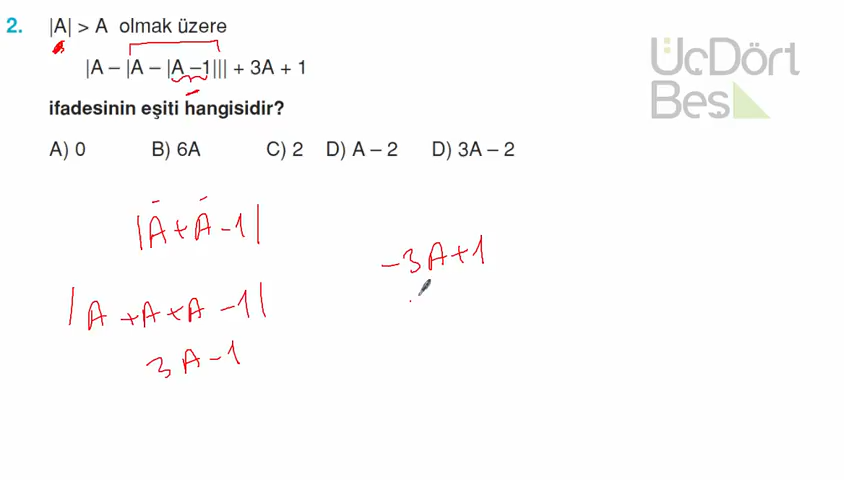 2. |A| > A olmak üzere
|A – |A – |A –1||| + 3A + 1
ifadesinin eşiti hangisidir?
A) 0 B) 6A C) 2 D) A – 2 D) 3A – 2
ÜçDört
Beş
|A + A - 1|
-3A+1
|A + A + A - 1|
3A - 1